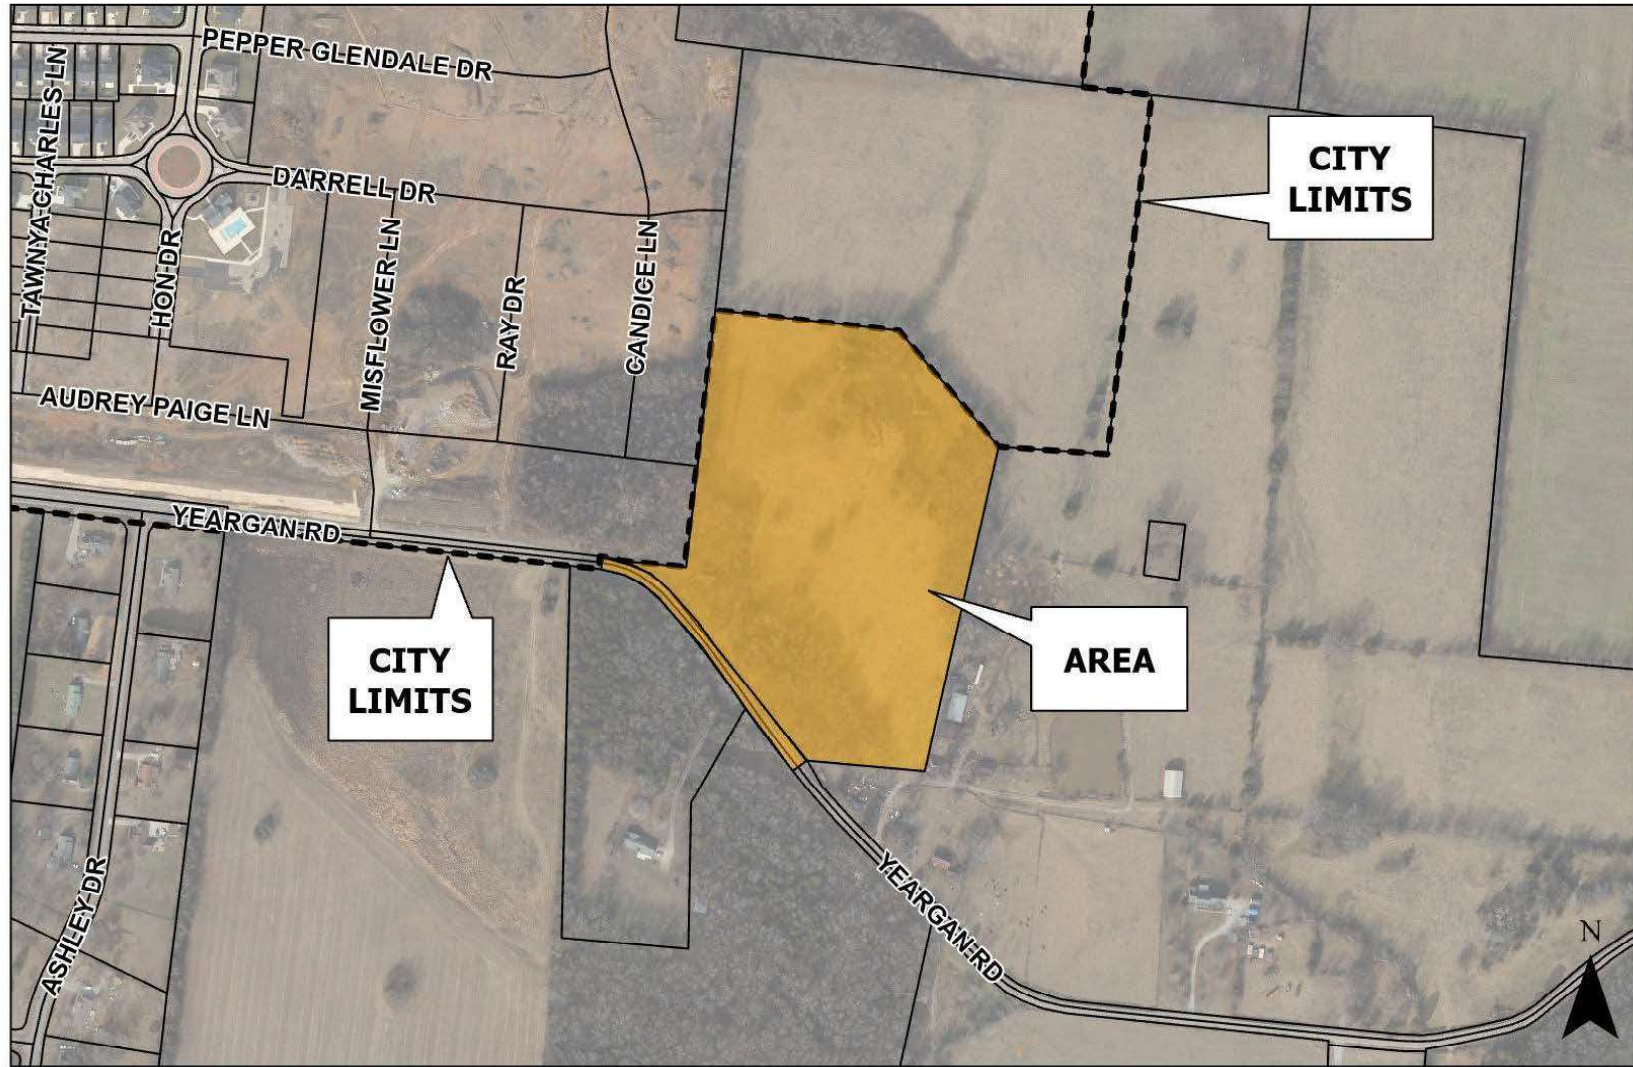 PEPPER GLENDALE DR
TAWNYA CHARLES LN
DARRELL DR
HON DR
MISFLOWER LN
RAY DR
CANDICE LN
AUDREY PAIGE LN
YEARGAN RD
CITY
LIMITS
CITY
LIMITS
AREA
ASHLEY DR
YEARGAN RD
N